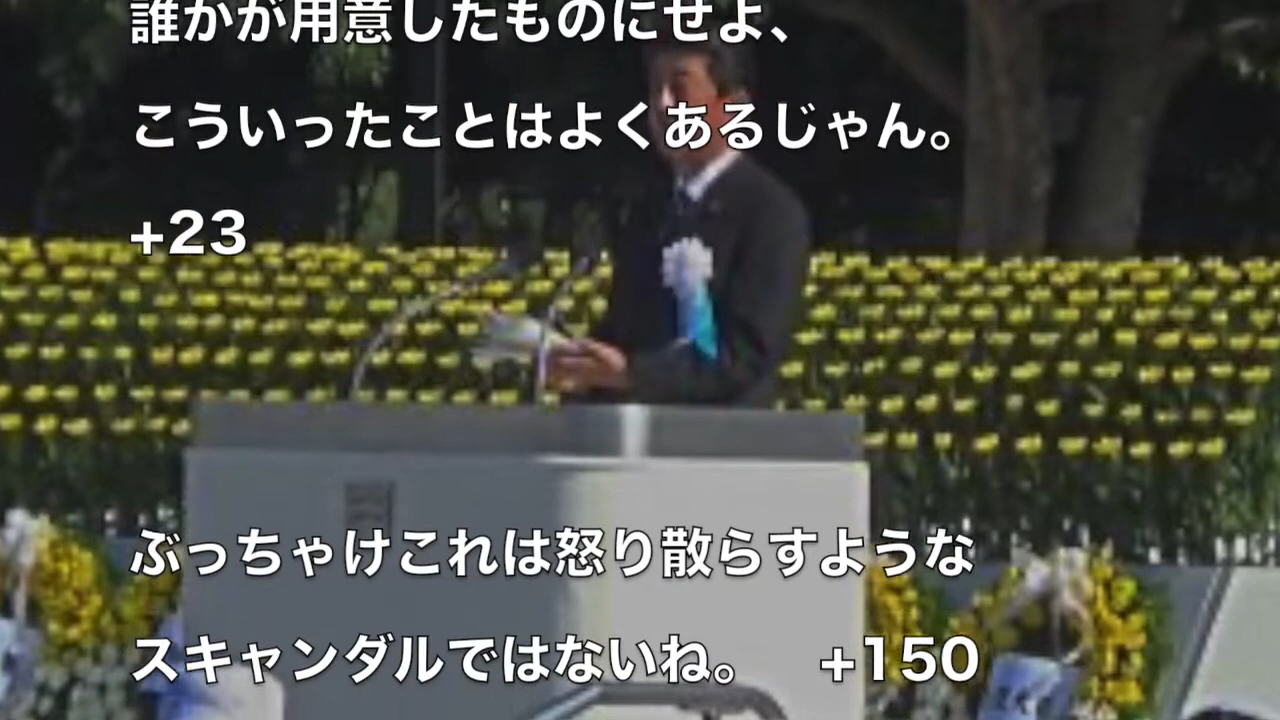 誰かが用意したものにせよ、
こういったことはよくあるじゃん。
+23
ぶっちゃけこれは怒り散らすような
スキャンダルではないね。 +150